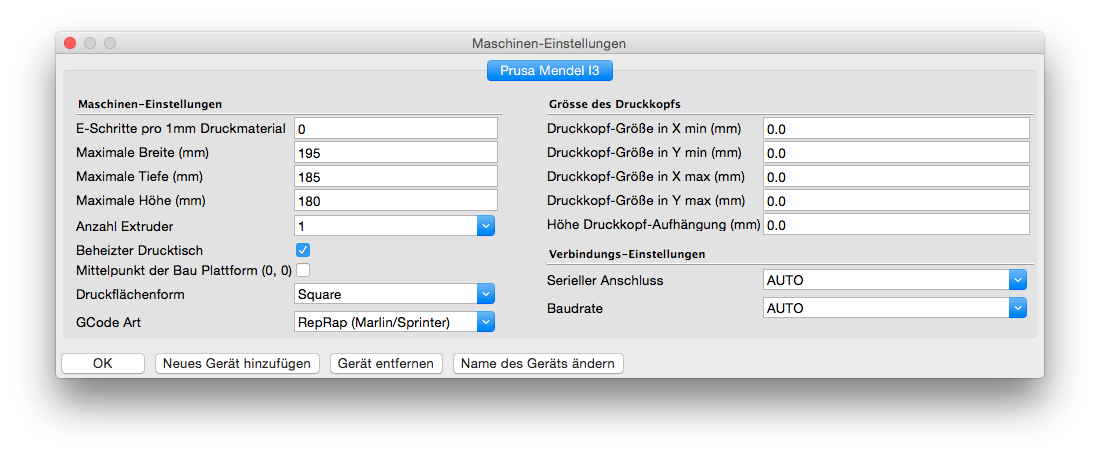 Maschinen-Einstellungen
Prusa Mendel I3
Maschinen-Einstellungen
E-Schritte pro 1mm Druckmaterial 0
Maximale Breite (mm) 195
Maximale Tiefe (mm) 185
Maximale Höhe (mm) 180
Anzahl Extruder 1
Beheizter Drucktisch
Mittelpunkt der Bau Plattform (0, 0)
Druckflächenform Square
GCode Art RepRap (Marlin/Sprinter)
Grösse des Druckkopfs
Druckkopf-Größe in X min (mm) 0.0
Druckkopf-Größe in Y min (mm) 0.0
Druckkopf-Größe in X max (mm) 0.0
Druckkopf-Größe in Y max (mm) 0.0
Höhe Druckkopf-Aufhängung (mm) 0.0
Verbindungs-Einstellungen
Serieller Anschluss AUTO
Baudrate AUTO
OK Neues Gerät hinzufügen Gerät entfernen Name des Geräts ändern